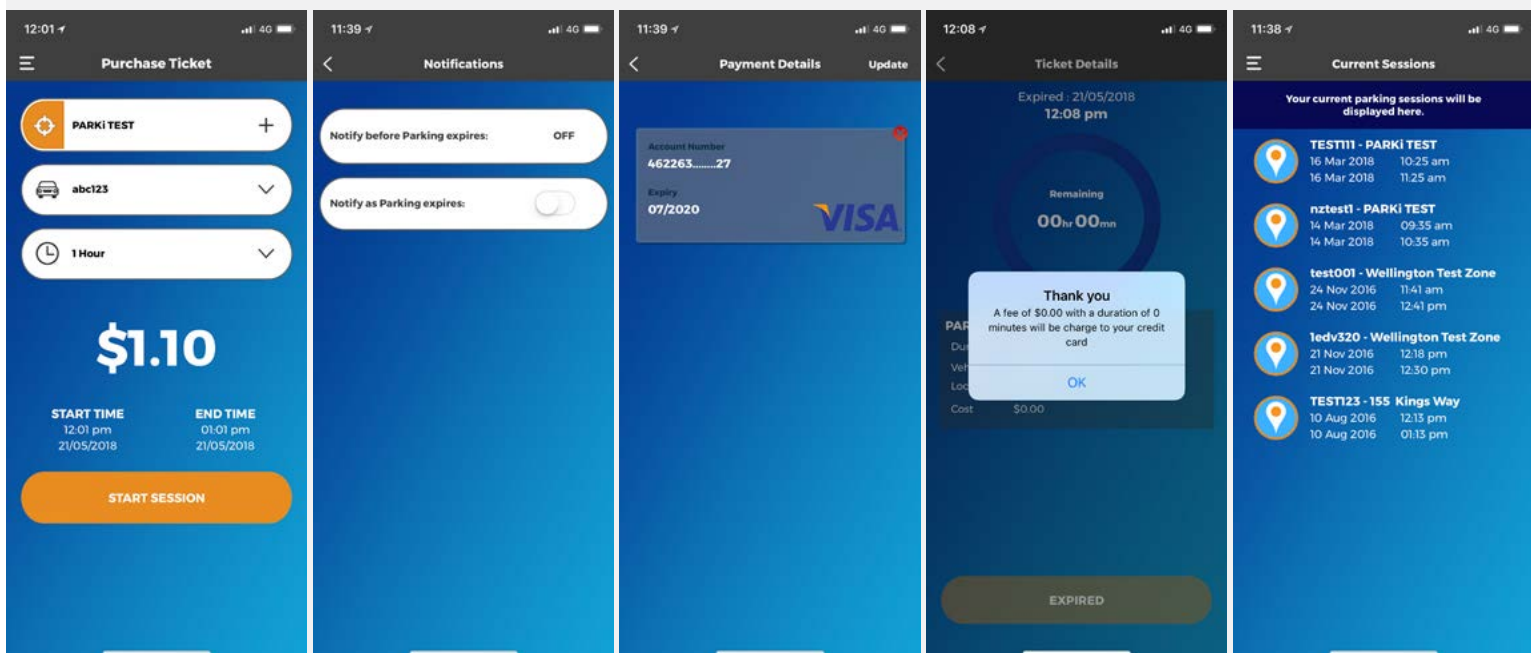 12:01
4G
Purchase Ticket
PARKi TEST
abc123
1 Hour
$1.10
START TIME
END TIME
12:01 pm
01:01 pm
21/05/2018
21/05/2018
START SESSION
11:39
4G
Notifications
Notify before Parking expires:
OFF
Notify as Parking expires:
11:39
4G
Payment Details
Update
Account Number
462263........27
Expiry
07/2020
VISA
12:08
4G
Ticket Details
Expired : 21/05/2018
12:08 pm
Remaining
00hr 00mn
Thank you
A fee of $0.00 with a duration of 0
minutes will be charge to your credit
card
OK
PAR
Dur
Veh
Loc
Cost
$0.00
EXPIRED
11:38
4G
Current Sessions
Your current parking sessions will be
displayed here.
TEST111 - PARKi TEST
16 Mar 2018 10:25 am
16 Mar 2018 11:25 am
nztest1 - PARKi TEST
14 Mar 2018 09:35 am
14 Mar 2018 10:35 am
test001 - Wellington Test Zone
24 Nov 2016 11:41 am
24 Nov 2016 12:41 pm
1edv320 - Wellington Test Zone
21 Nov 2016 12:18 pm
21 Nov 2016 12:30 pm
TEST123 - 155 Kings Way
10 Aug 2016 12:13 pm
10 Aug 2016 01:13 pm